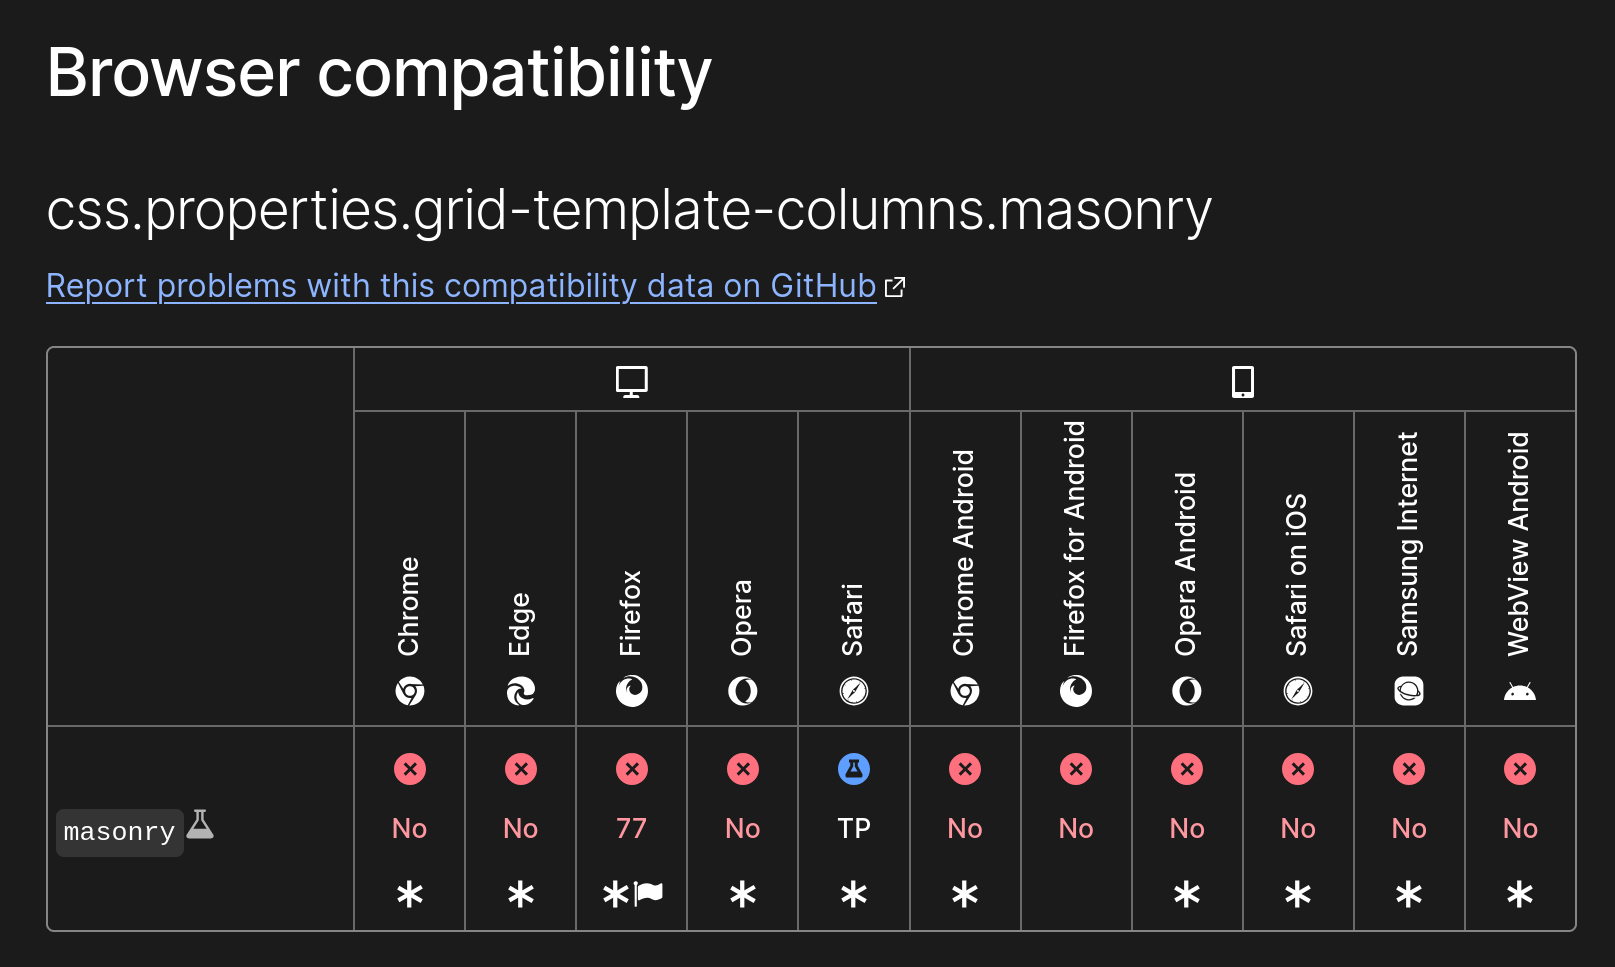 Browser compatibility
css.properties.grid-template-columns.masonry
Report problems with this compatibility data on GitHub
Chrome
Edge
Firefox
Opera
Safari
Chrome Android
Firefox for Android
Opera Android
Safari on iOS
Samsung Internet
WebView Android
masonry
No
No
77
No
TP
No
No
No
No
No
No
*
*
*
*
*
*
*
*
*
*